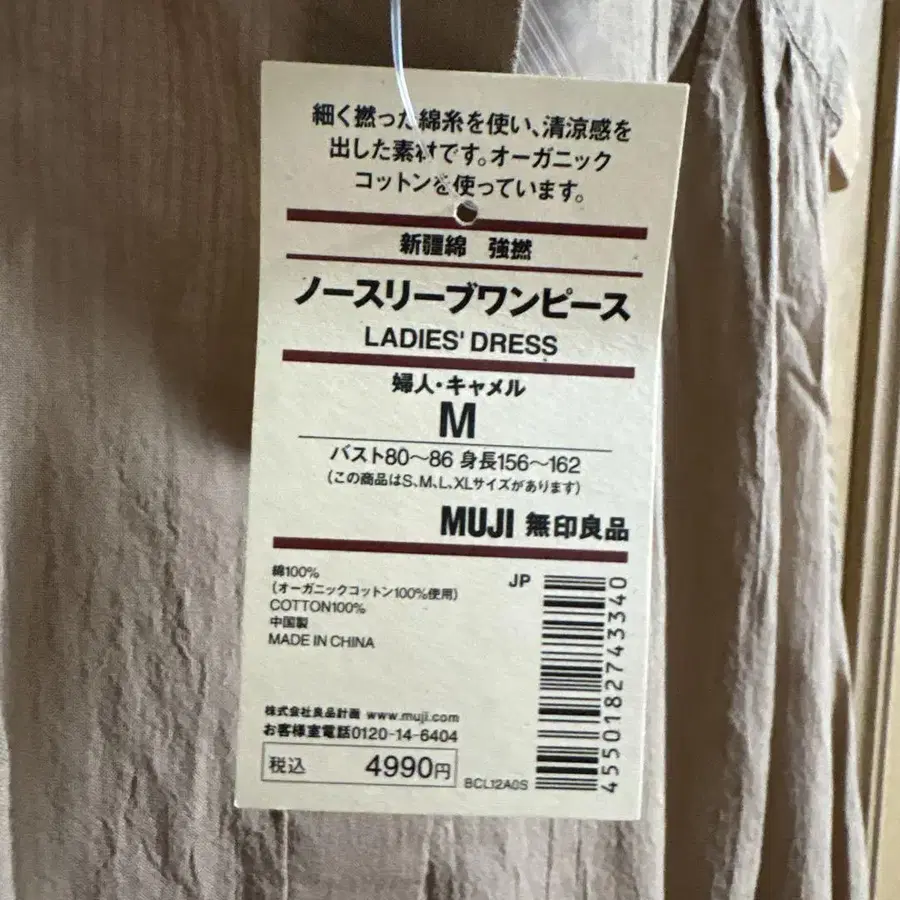 細く撚った綿糸を使い、清涼感を
出した素材です。オーガニック
コットンを使っています。
新疆綿 強撚
ノースリーブワンピース
LADIES' DRESS
婦人・キャメル
M
バスト80〜86 身長156〜162
(この商品はS、M、L、XLサイズがあります)
MUJI 無印良品
綿100%
(オーガニックコットン100%使用)
COTTON100%
中国製
MADE IN CHINA
JP
4550182743340
株式会社良品計画 www.muji.com
お客様室電話0120-14-6404
税込 4990円
BCL12A0S